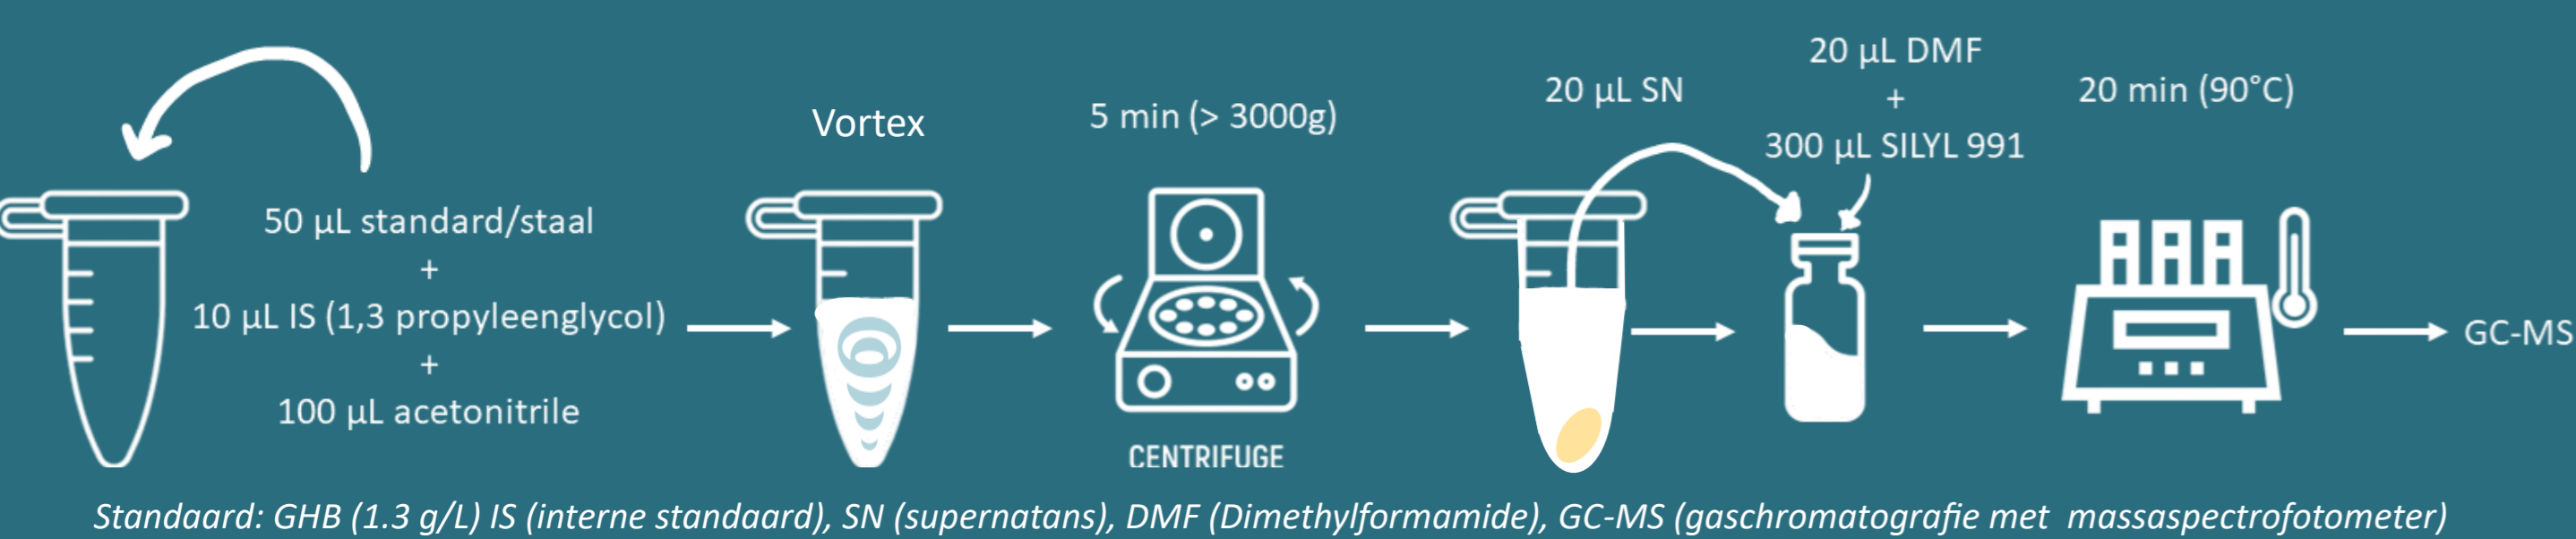 50 µL standard/staal
+
10 µL IS (1,3 propyleenglycol)
+
100 µL acetonitrile
Vortex
5 min (> 3000g)
CENTRIFUGE
20 µL SN
20 µL DMF
+
300 µL SILYL 991
20 min (90°C)
GC-MS
Standaard: GHB (1.3 g/L) IS (interne standaard), SN (supernatans), DMF (Dimethylformamide), GC-MS (gaschromatografie met massaspectrofotometer)